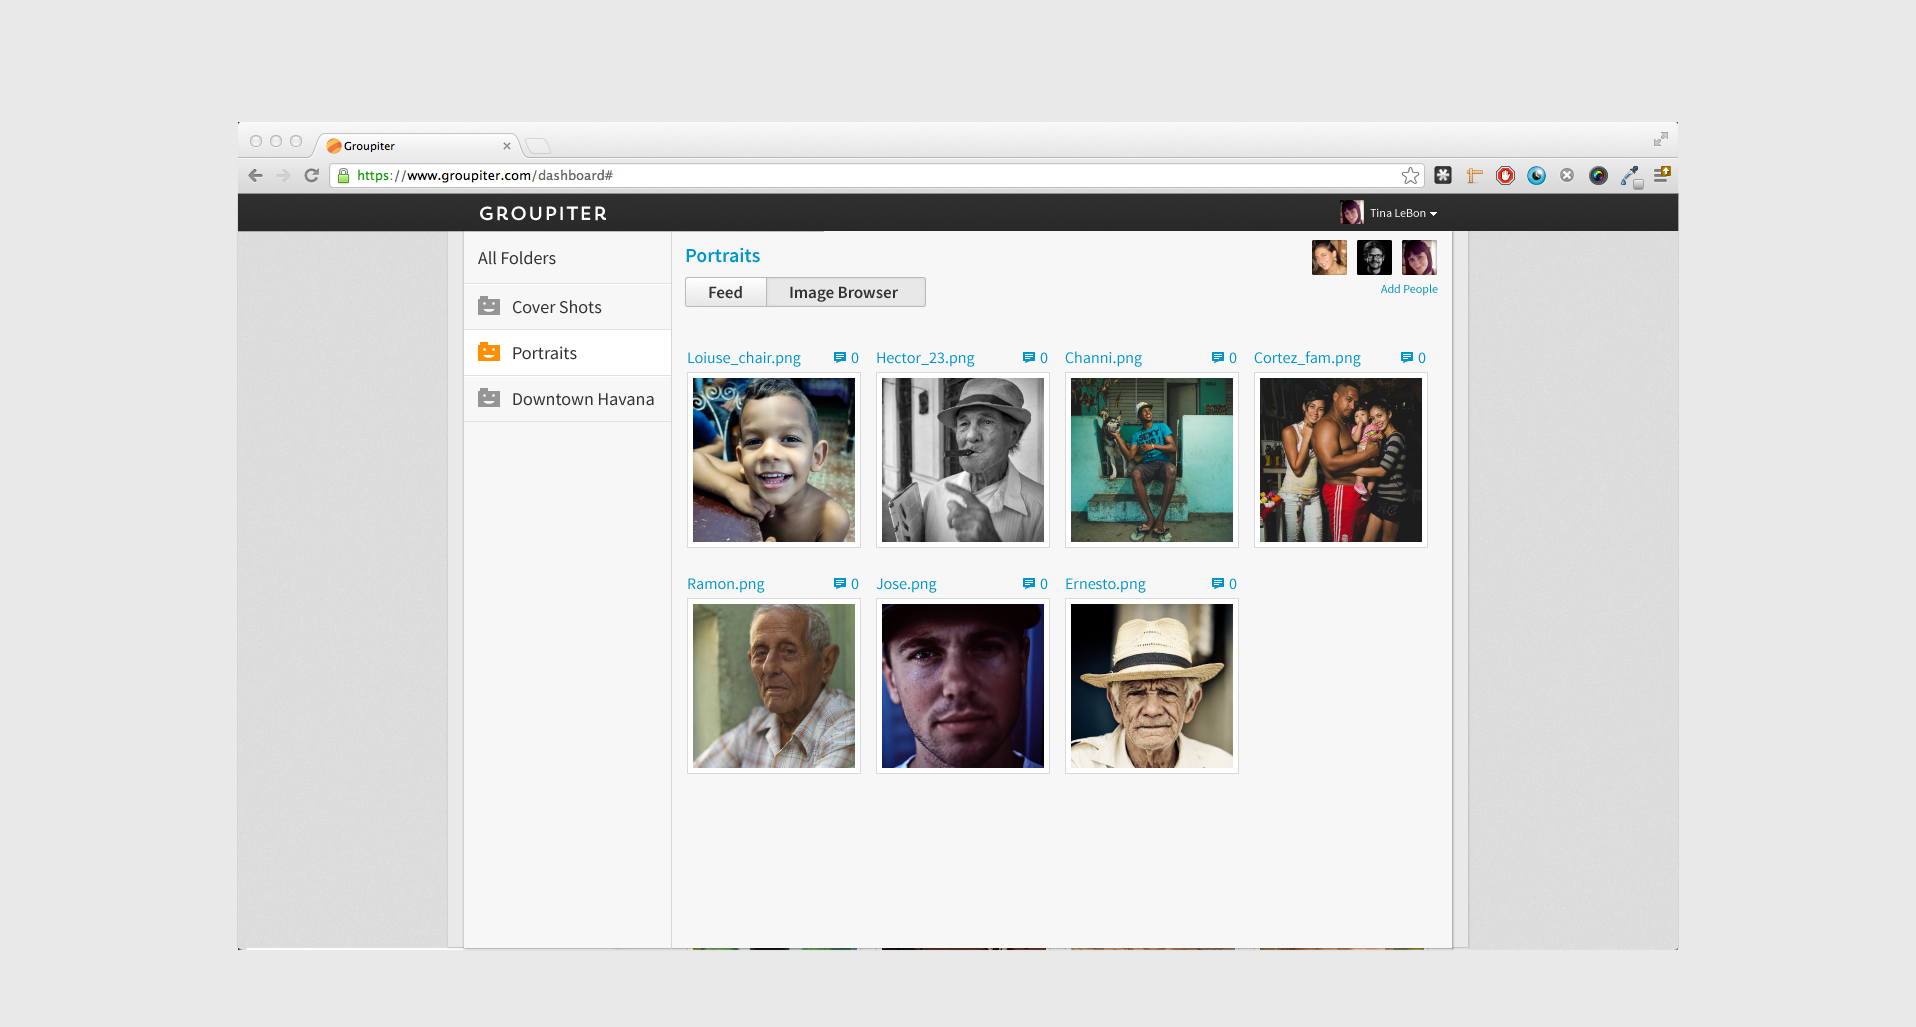 Groupiter
https://www.groupiter.com/dashboard#
GROUPITER
Tina LeBon
All Folders
Cover Shots
Portraits
Downtown Havana
Portraits
Feed
Image Browser
Add People
Loiuse_chair.png 0
Hector_23.png 0
Channi.png 0
Cortez_fam.png 0
Ramon.png 0
Jose.png 0
Ernesto.png 0